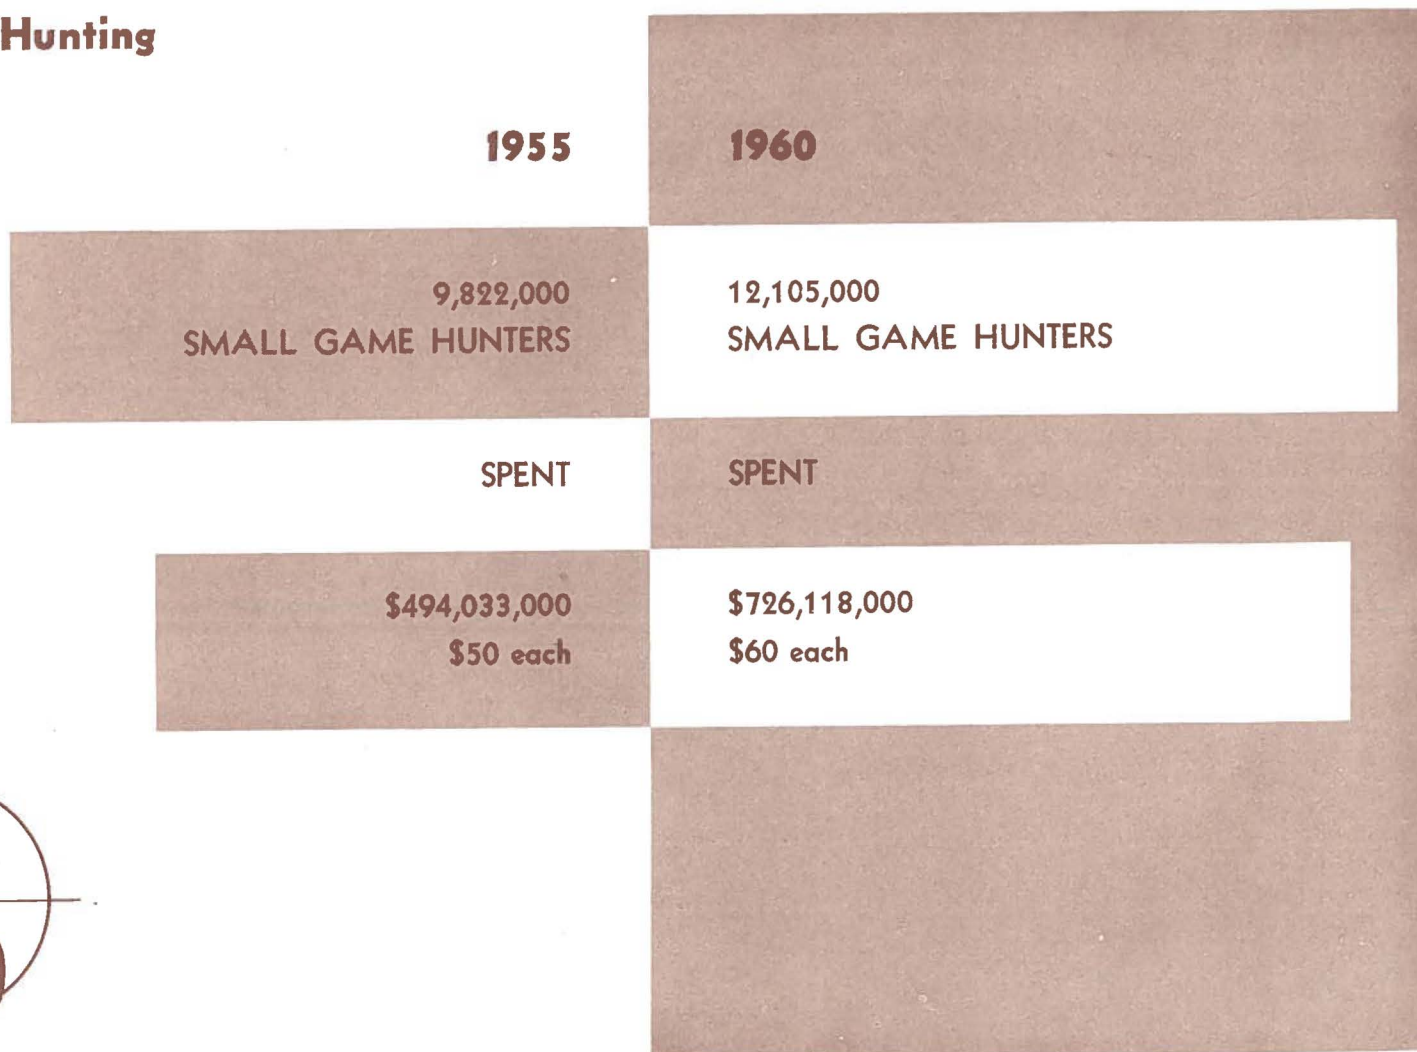 Hunting
1955
1960
9,822,000
SMALL GAME HUNTERS
12,105,000
SMALL GAME HUNTERS
SPENT
SPENT
$494,033,000
$50 each
$726,118,000
$60 each